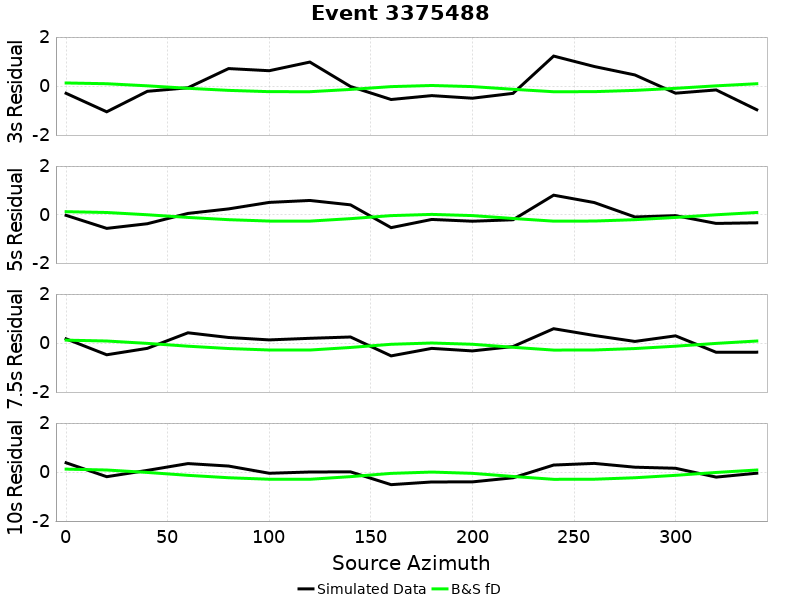 Event 3375488
3s Residual
2
0
-2
5s Residual
2
0
-2
7.5s Residual
2
0
-2
10s Residual
2
0
-2
0 50 100 150 200 250 300
Source Azimuth
Simulated Data B&S fD